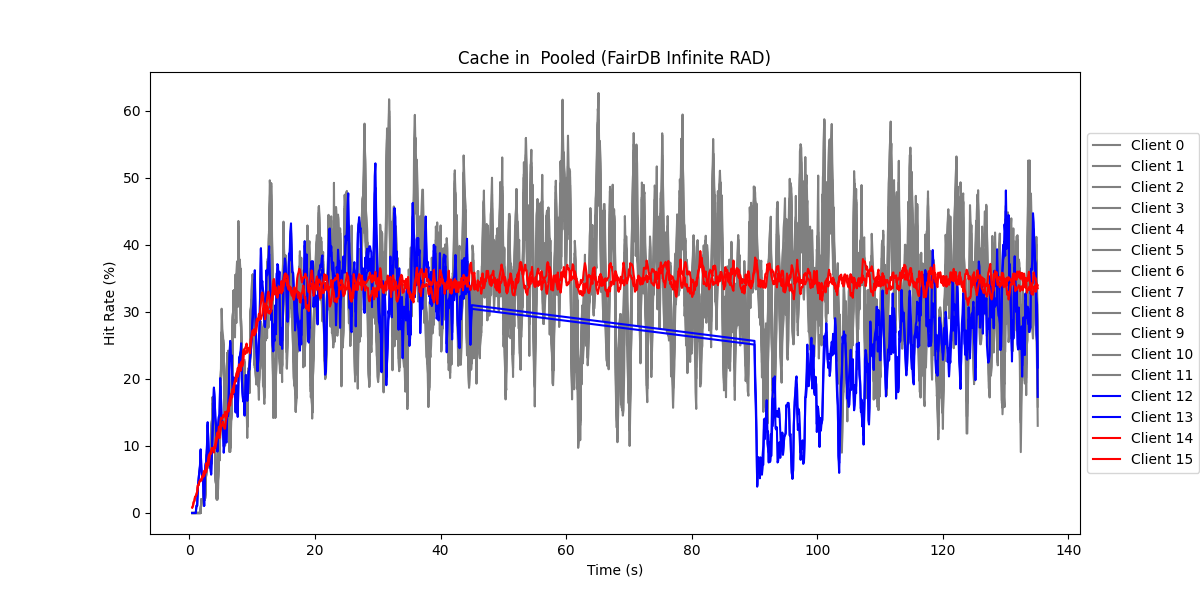 Cache in  Pooled (FairDB Infinite RAD)
Hit Rate (%)
60
50
40
30
20
10
0
0 20 40 60 80 100 120 140
Time (s)
Client 0
Client 1
Client 2
Client 3
Client 4
Client 5
Client 6
Client 7
Client 8
Client 9
Client 10
Client 11
Client 12
Client 13
Client 14
Client 15